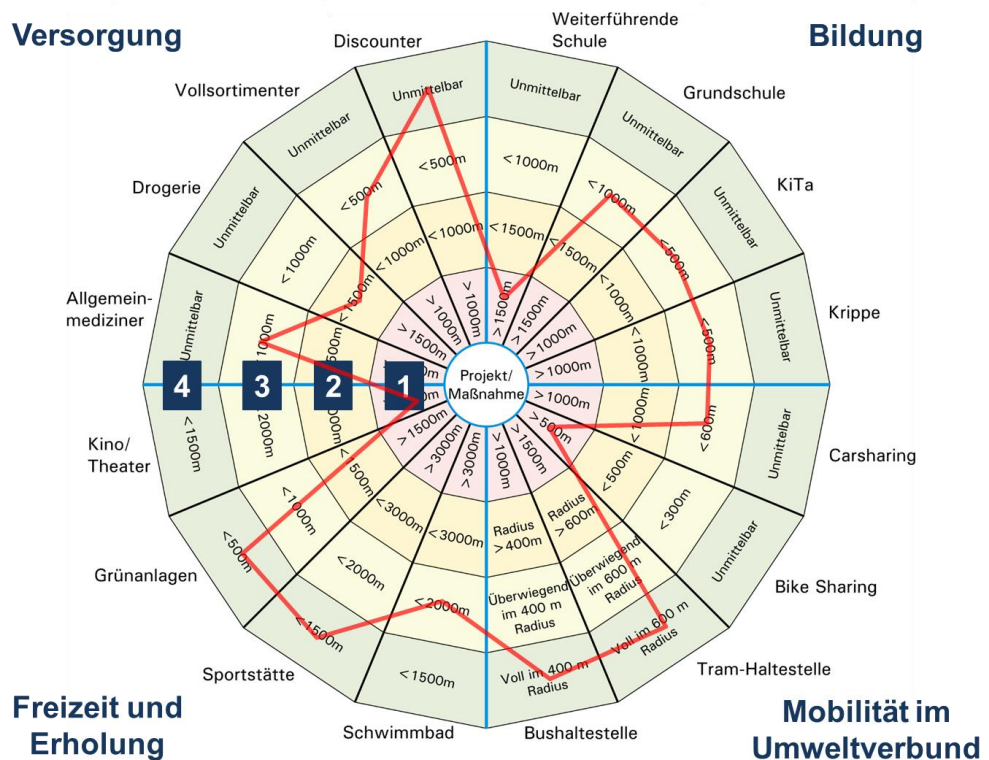 Versorgung
Bildung
Freizeit und
Erholung
Mobilität im
Umweltverbund
Weiterführende
Schule
Grundschule
KiTa
Krippe
Carsharing
Bike Sharing
Tram-Haltestelle
Bushaltestelle
Schwimmbad
Sportstätte
Grünanlagen
Kino/
Theater
Allgemein-
mediziner
Drogerie
Vollsortimenter
Discounter
Projekt/
Maßnahme
4
3
2
1
Unmittelbar
<1000m
<1500m
>1500m
Unmittelbar
<1000m
<1500m
>1500m
Unmittelbar
<500m
<1000m
>1000m
Unmittelbar
<500m
<1000m
>1000m
Unmittelbar
<600m
<1000m
>1000m
Unmittelbar
<300m
<500m
>500m
Voll im 600 m
Radius
Überwiegend
im 600 m
Radius
Radius
>600m
>1500m
Voll im 400 m
Radius
Überwiegend
im 400 m
Radius
Radius
>400m
>1000m
<1500m
<2000m
<3000m
>3000m
<1500m
<2000m
<3000m
>3000m
<500m
<1000m
<1500m
>1500m
<1500m
Unmittelbar
Unmittelbar
<1000m
<1500m
>1500m
Unmittelbar
<500m
<1000m
>1000m
Unmittelbar
<500m
<1000m
>1000m